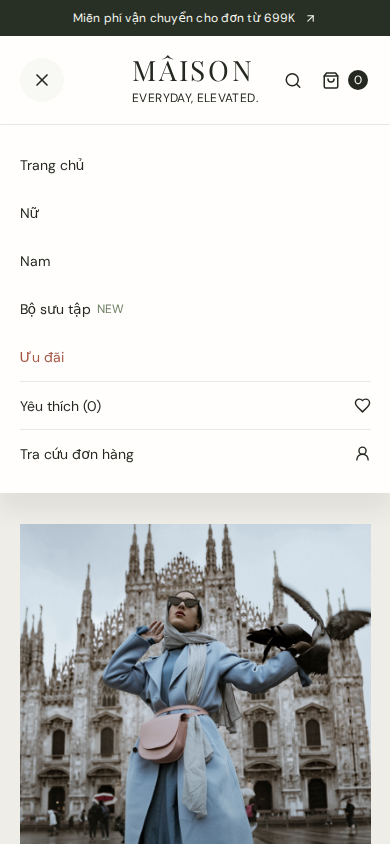 Miễn phí vận chuyển cho đơn từ 699K
MÂISON
EVERYDAY, ELEVATED.
0
Trang chủ
Nữ
Nam
Bộ sưu tập NEW
Ưu đãi
Yêu thích (0)
Tra cứu đơn hàng